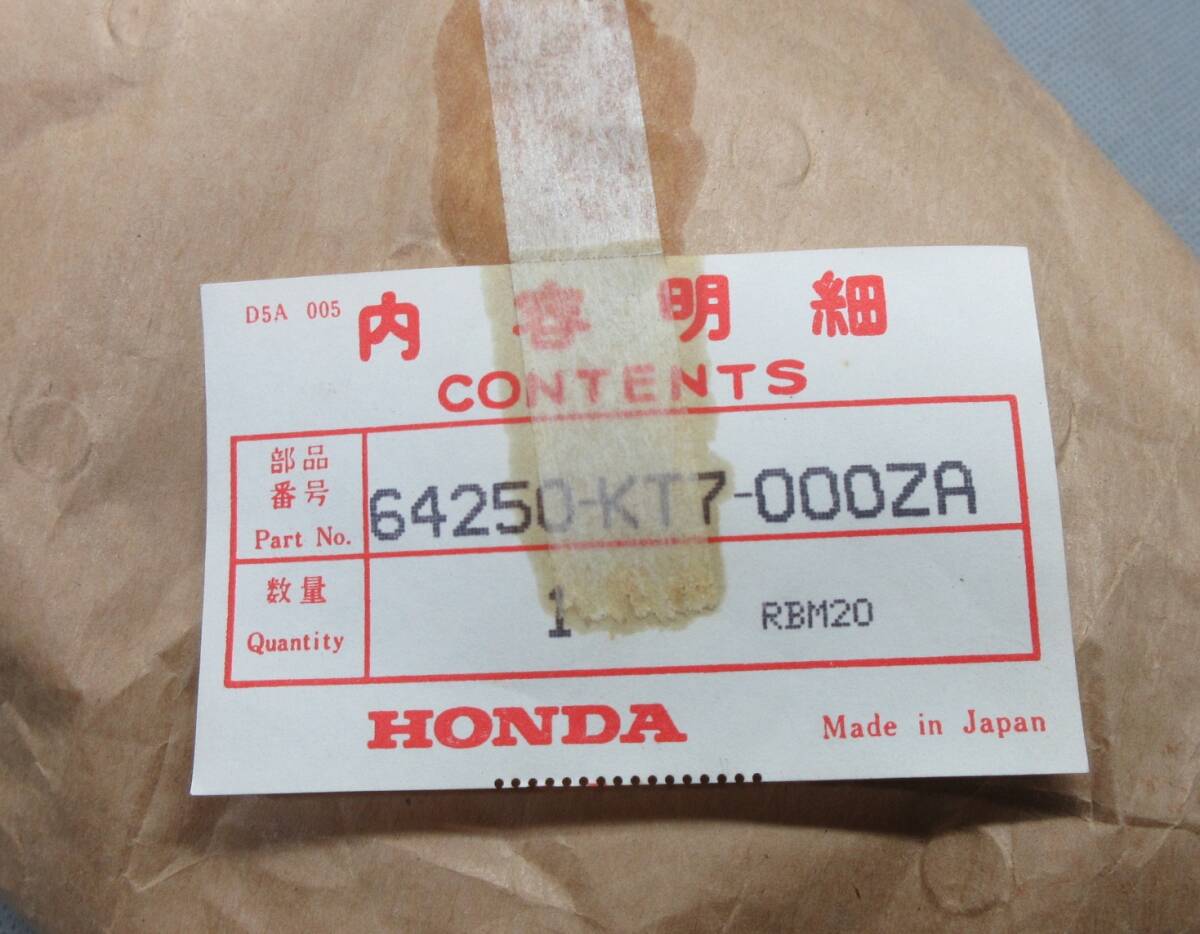 D5A 005
内容明細
CONTENTS
部品
番号
Part No.
64250-KT7-000ZA
数量
Quantity
1
RBM20
HONDA
Made in Japan